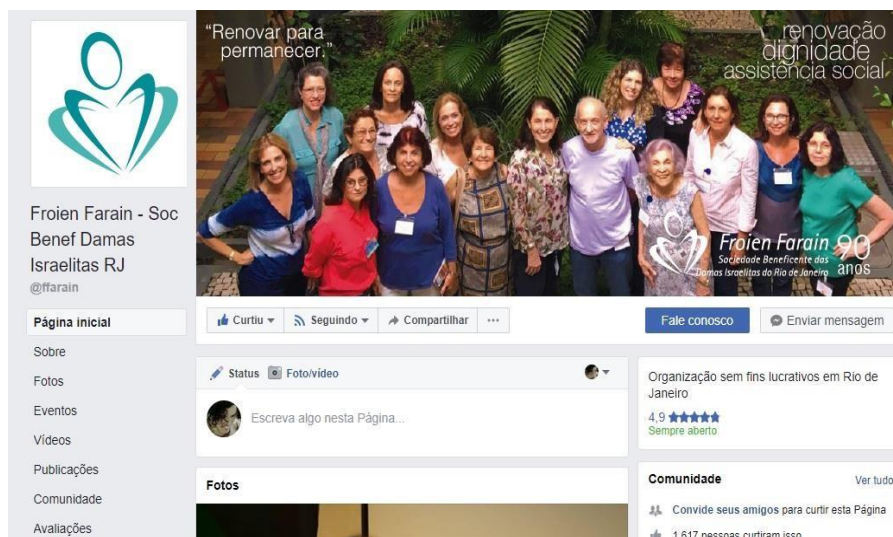 "Renovar para
permanecer."
renovação
dignidade
assistência social
Froien Farain
Sociedade Beneficente das
Damas Israelitas do Rio de Janeiro
90
anos
Froien Farain - Soc
Benef Damas
Israelitas RJ
@ffarain
Página inicial
Sobre
Fotos
Eventos
Vídeos
Publicações
Comunidade
Avaliações
Curtiu Seguindo Compartilhar ...
Fale conosco Enviar mensagem
Status Foto/vídeo
Escreva algo nesta Página...
Fotos
Organização sem fins lucrativos em Rio de
Janeiro
4,9
Sempre aberto
Comunidade Ver tudo
Convide seus amigos para curtir esta Página
1.617 pessoas curtiram isso